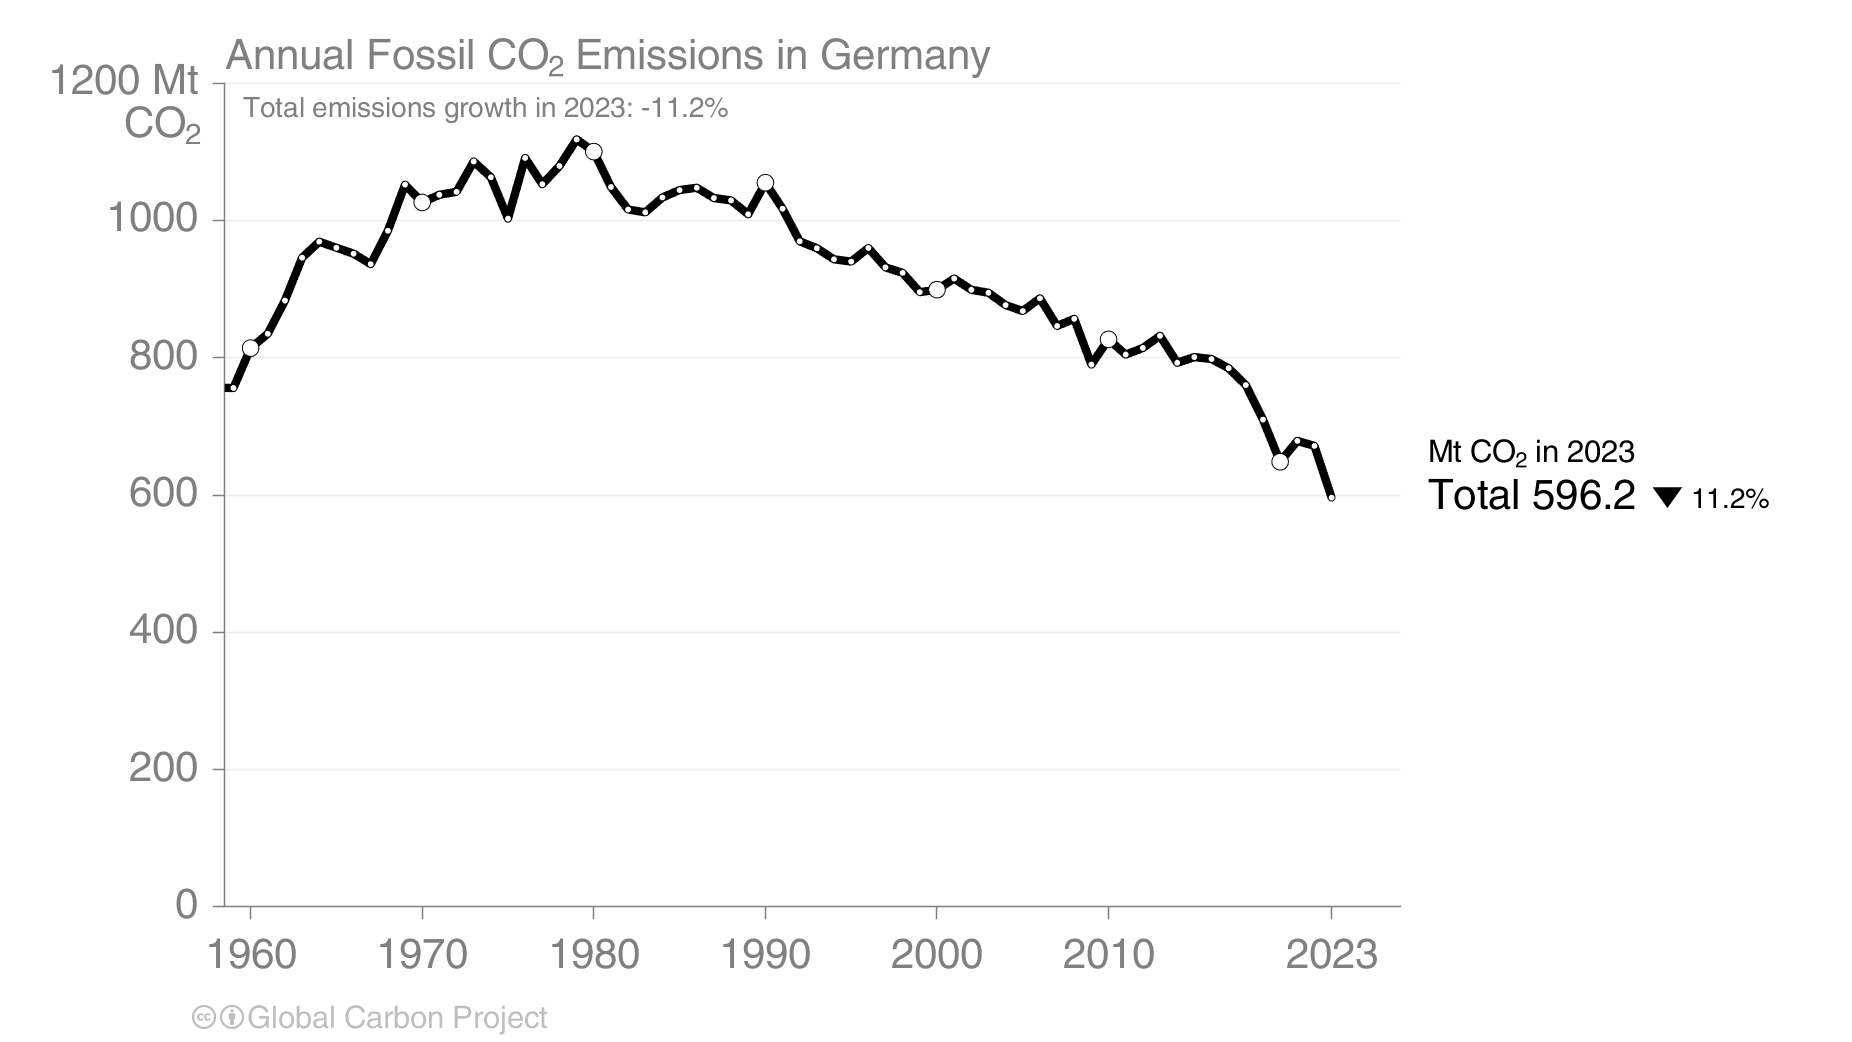 Annual Fossil CO₂ Emissions in Germany
1200 Mt
CO₂
Total emissions growth in 2023: -11.2%
1000
800
600
400
200
0
Mt CO₂ in 2023
Total 596.2 ▼ 11.2%
1960 1970 1980 1990 2000 2010 2023
Global Carbon Project